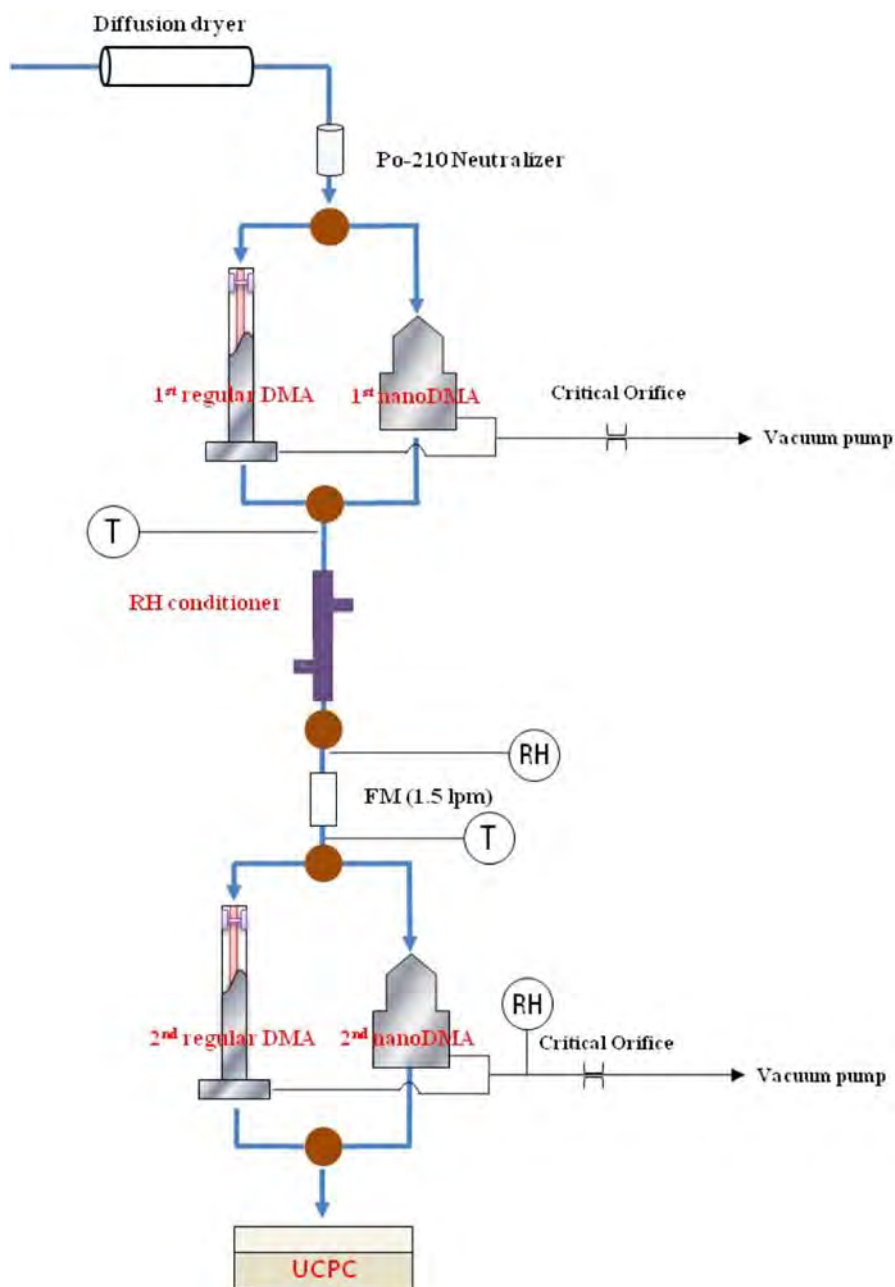 Diffusion dryer
Po-210 Neutralizer
1st regular DMA
1st nanoDMA
Critical Orifice
Vacuum pump
T
RH conditioner
RH
FM (1.5 lpm)
T
2nd regular DMA
2nd nanoDMA
RH
Critical Orifice
Vacuum pump
UCPC